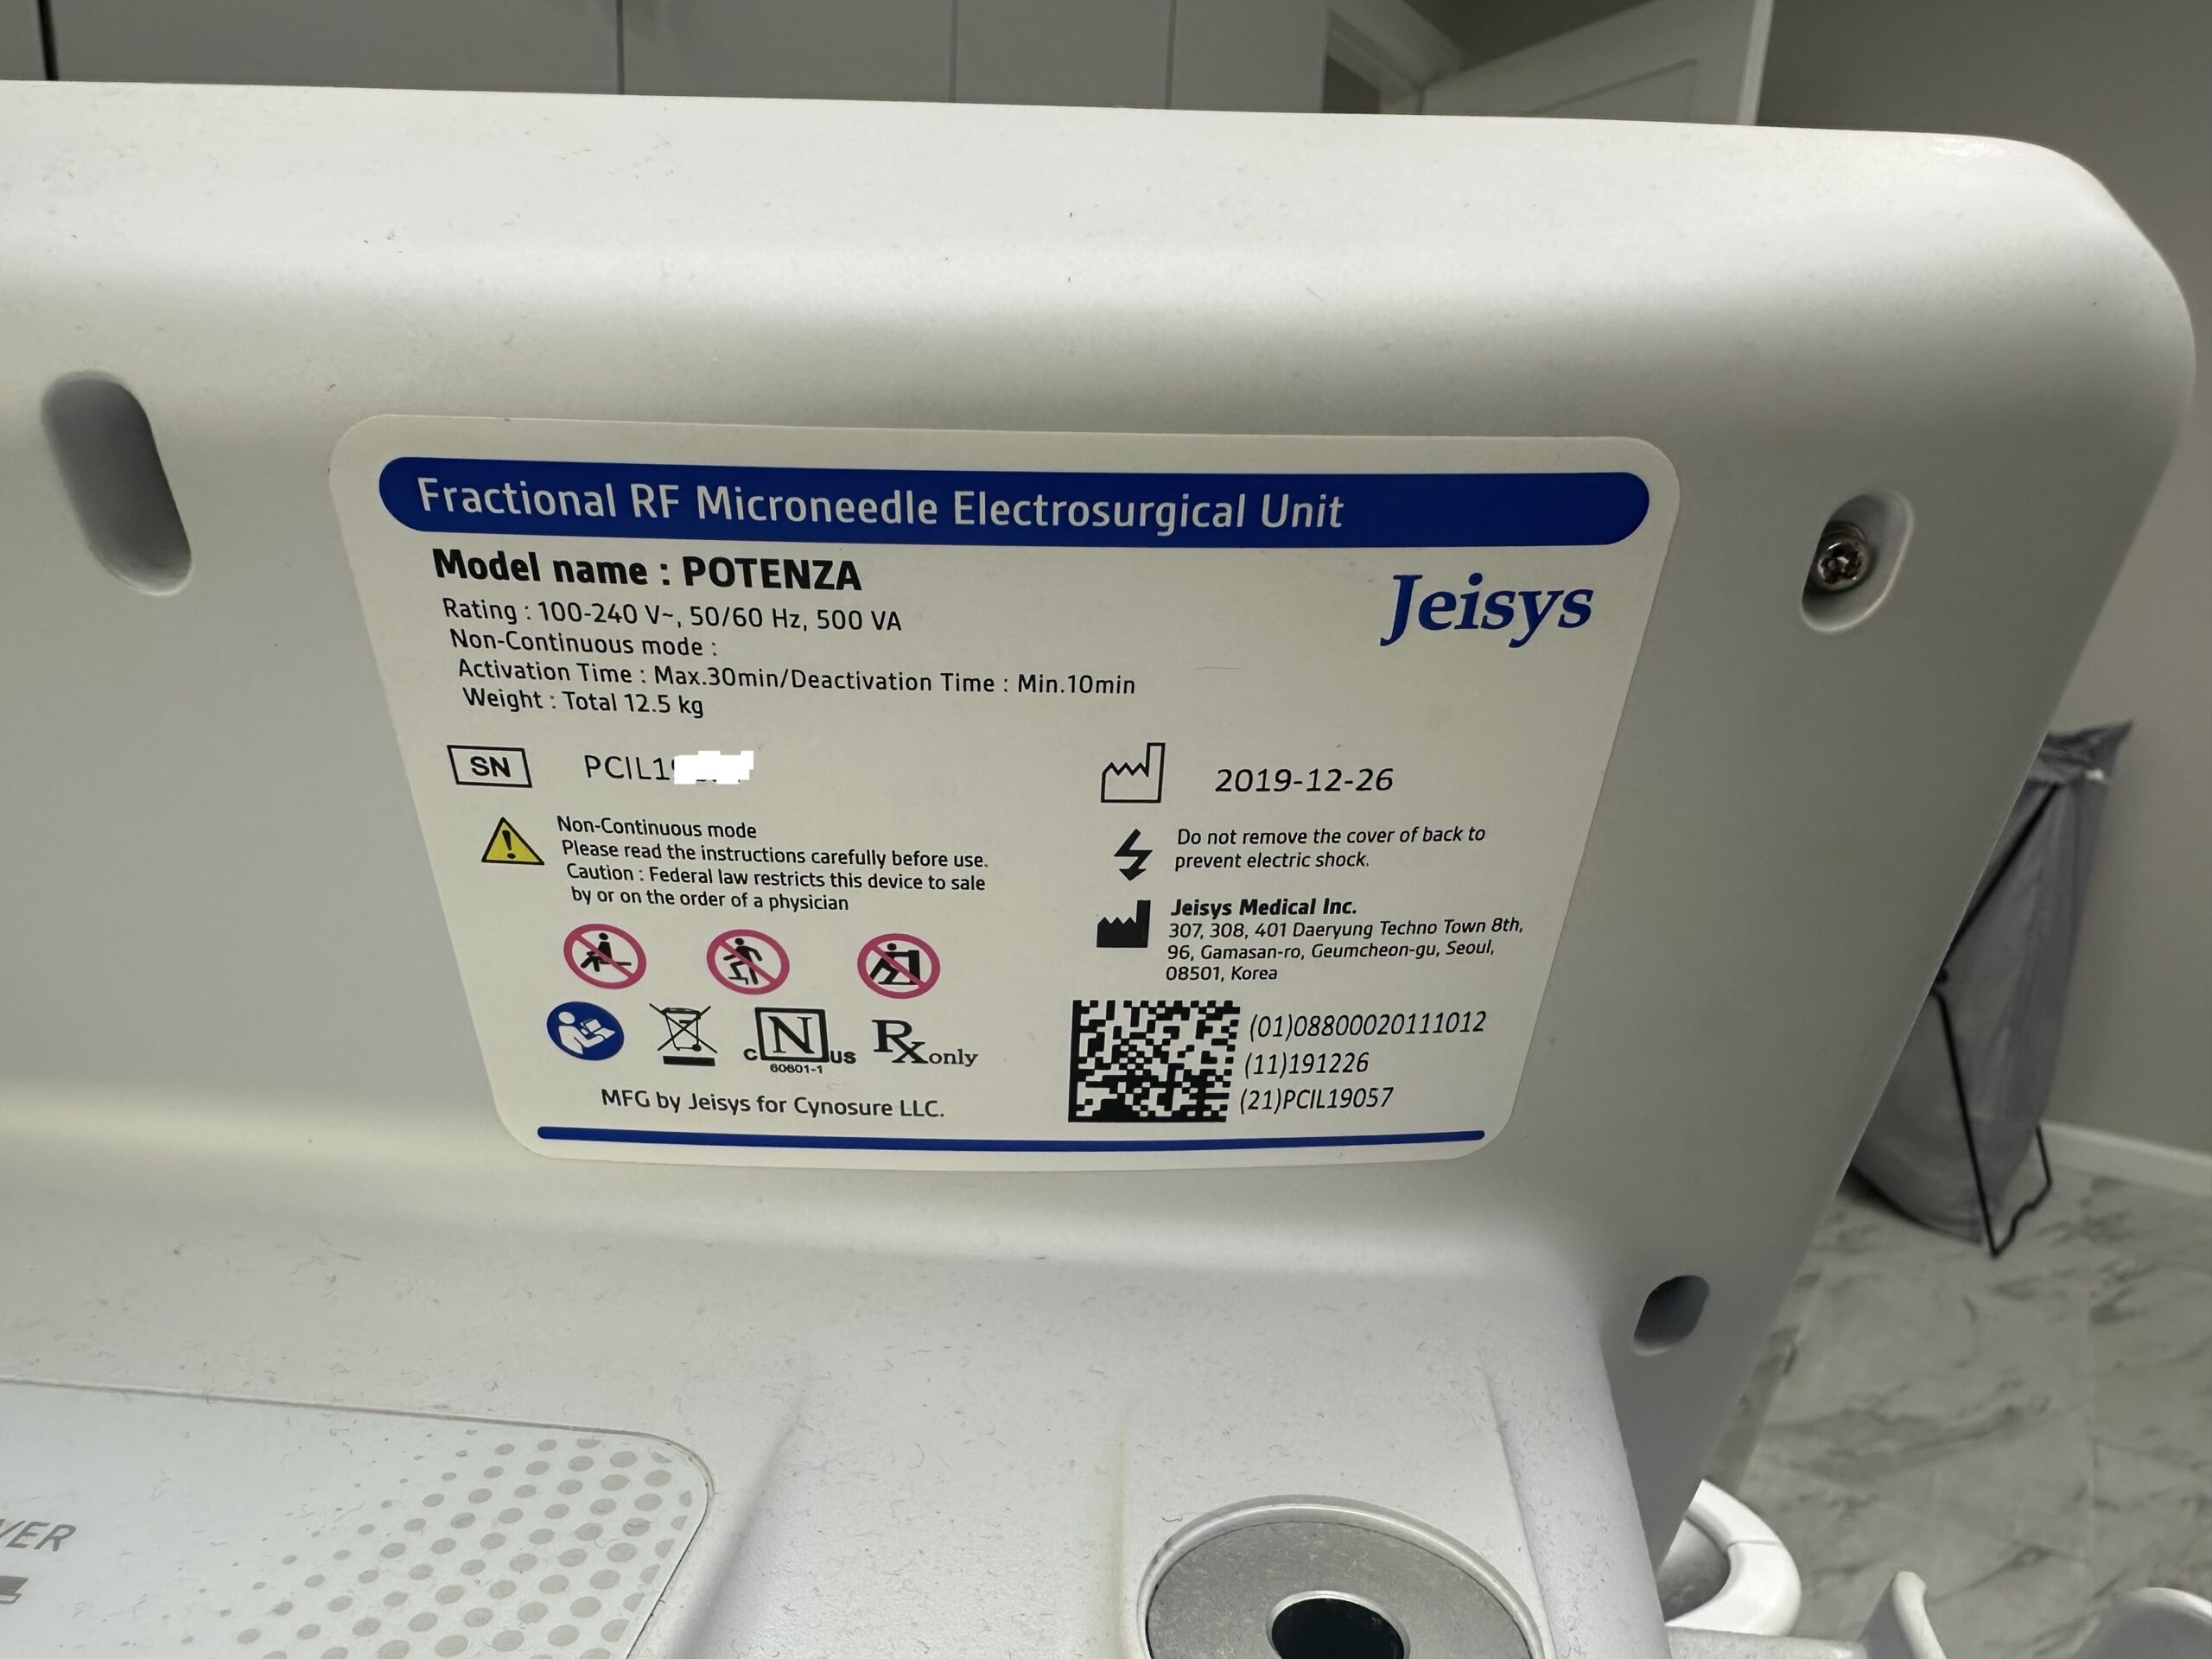 Fractional RF Microneedle Electrosurgical Unit
Model name : POTENZA
Jeisys
Rating : 100-240 V~, 50/60 Hz, 500 VA
Non-Continuous mode :
Activation Time : Max.30min/Deactivation Time : Min.10min
Weight : Total 12.5 kg
SN PCIL1
2019-12-26
Non-Continuous mode
Please read the instructions carefully before use.
Caution : Federal law restricts this device to sale
by or on the order of a physician
Do not remove the cover of back to
prevent electric shock.
Jeisys Medical Inc.
307, 308, 401 Daeryung Techno Town 8th,
96, Gamasan-ro, Geumcheon-gu, Seoul,
08501, Korea
C N US
60601-1
Rx only
MFG by Jeisys for Cynosure LLC.
(01)08800020111012
(11)191226
(21)PCIL19057
VER